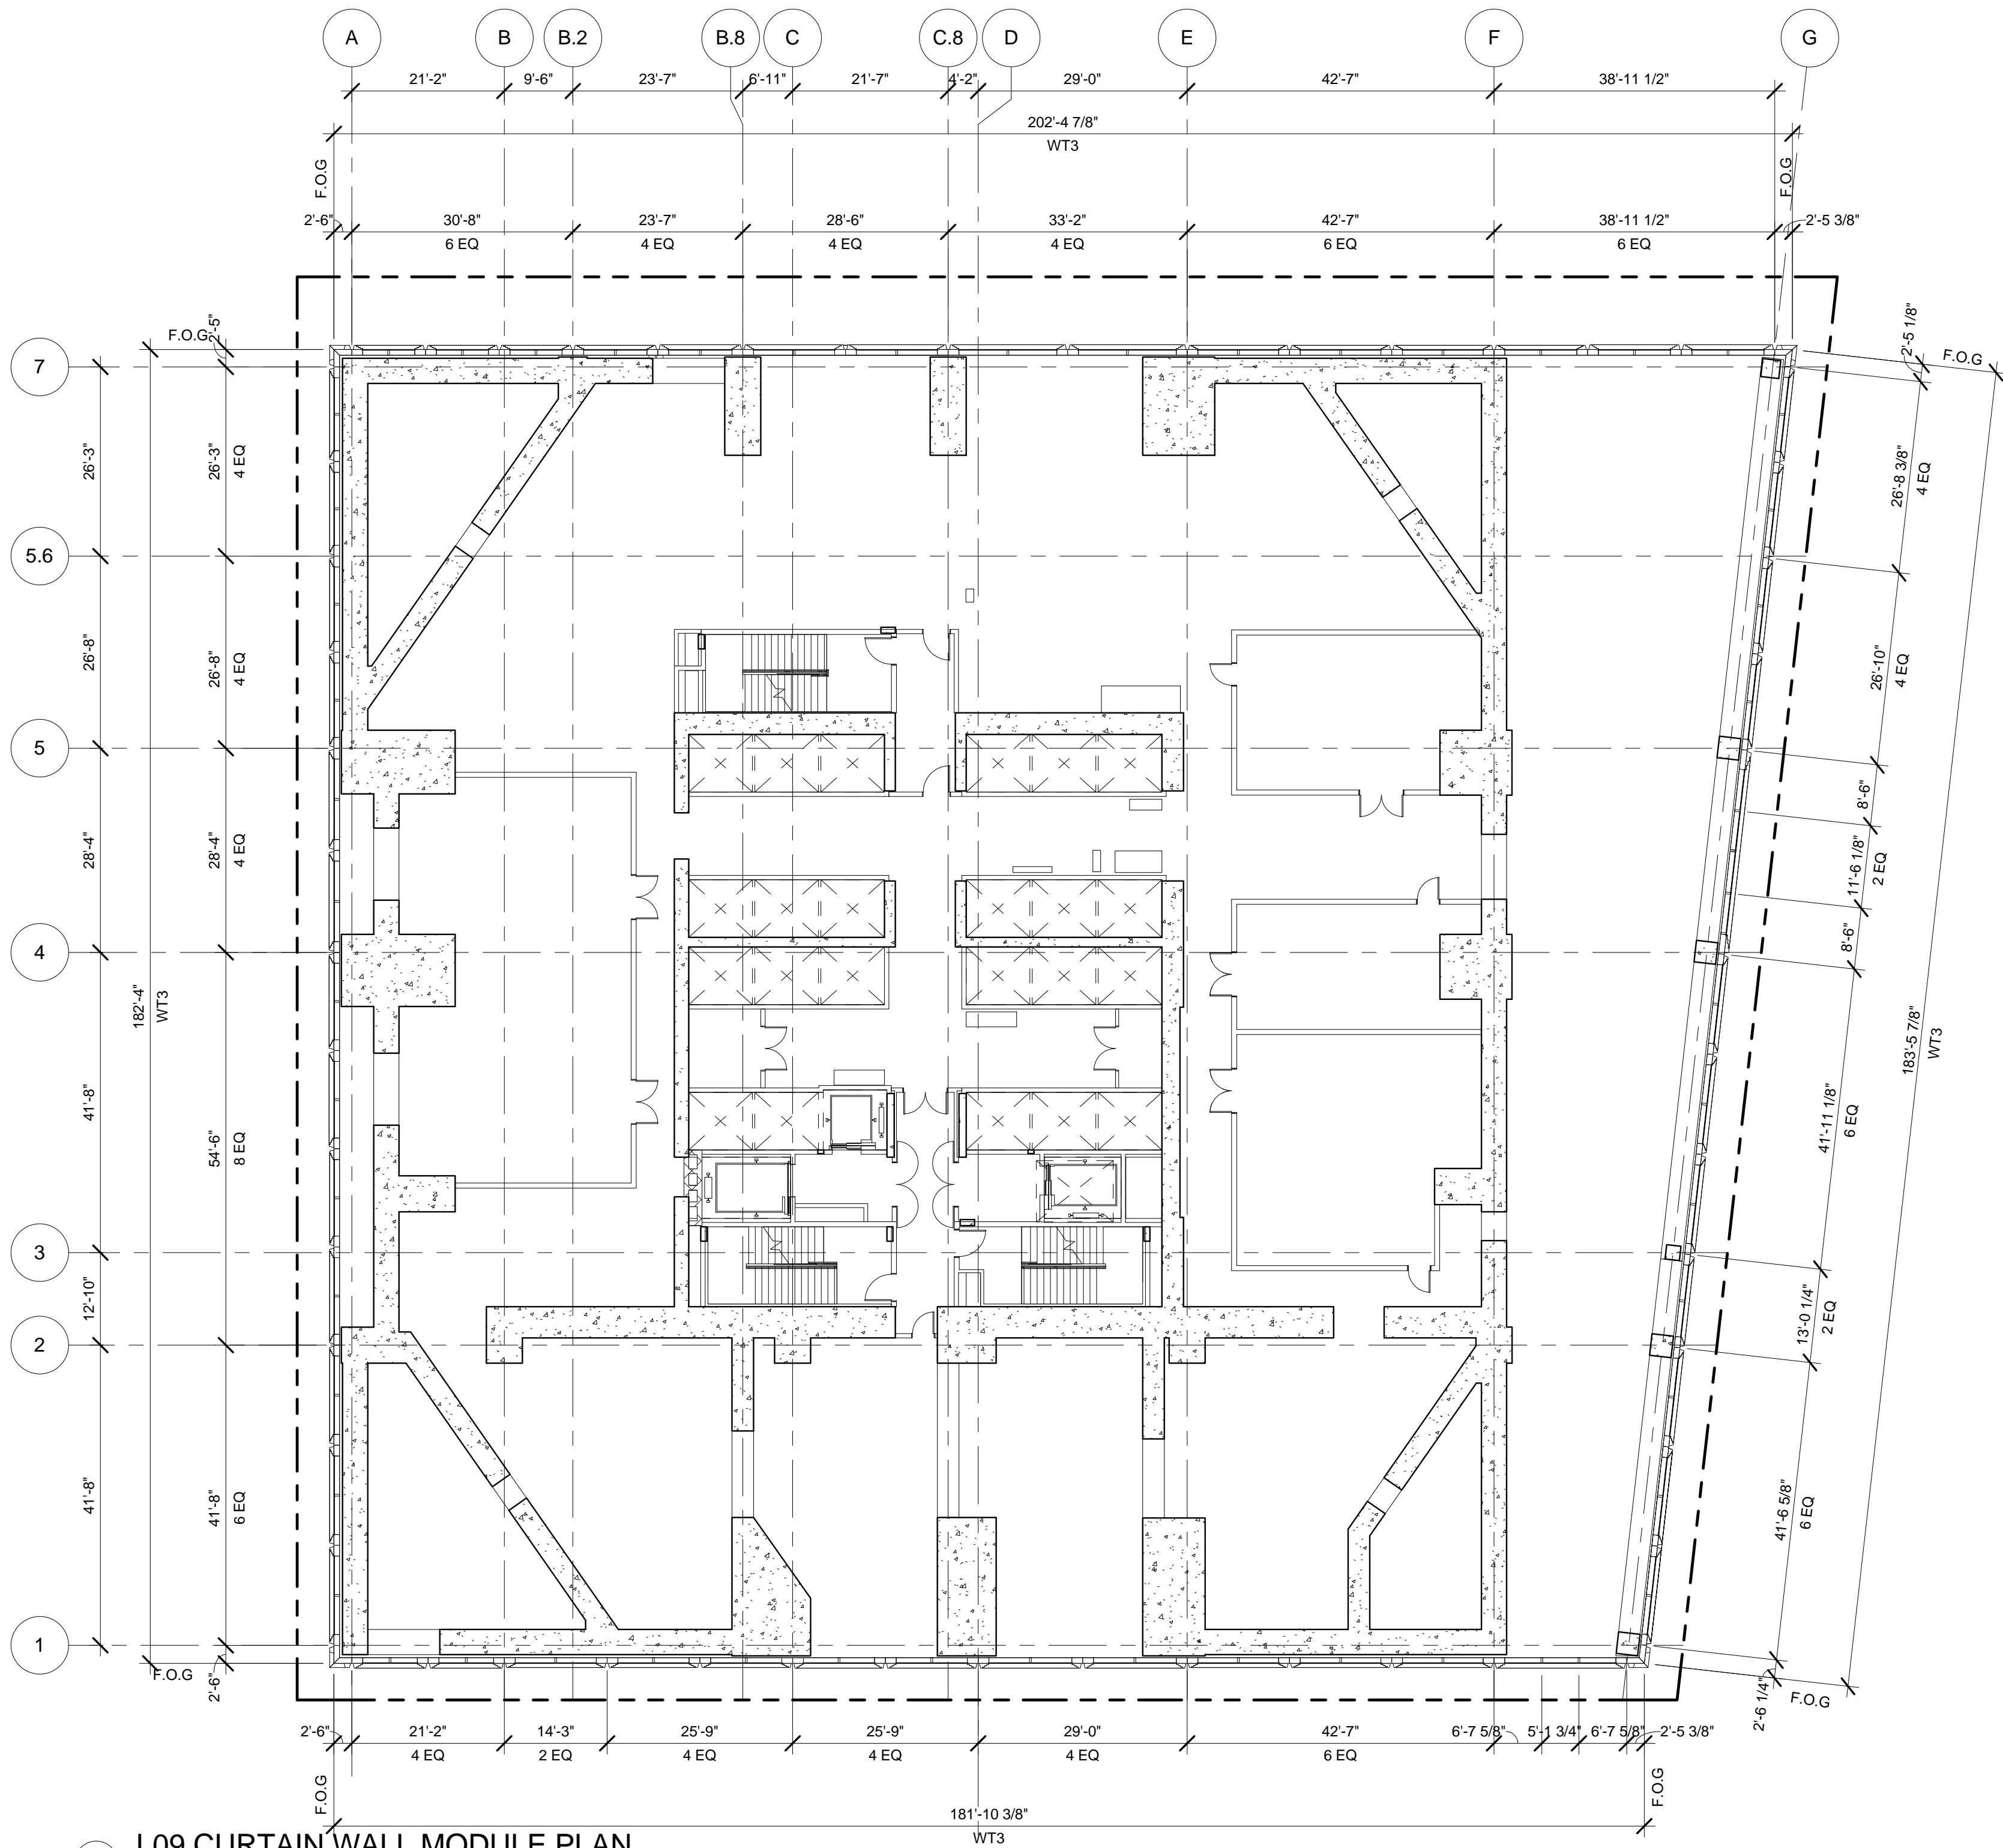 A B B.2 B.8 C C.8 D E F G
21'-2" 9'-6" 23'-7" 6'-11" 21'-7" 4'-2" 29'-0" 42'-7" 38'-11 1/2"
202'-4 7/8"
WT3
F.O.G
F.O.G
2'-6" 30'-8" 23'-7" 28'-6" 33'-2" 42'-7" 38'-11 1/2" 2'-5 3/8"
6 EQ 4 EQ 4 EQ 4 EQ 6 EQ 6 EQ
F.O.G
2'-5"
2'-5 1/8"
F.O.G
7
26'-3"
26'-3"
4 EQ
26'-8 3/8"
4 EQ
5.6
26'-8"
26'-8"
4 EQ
26'-10"
4 EQ
5
28'-4"
28'-4"
4 EQ
8'-6"
11'-6 1/8"
2 EQ
8'-6"
4
182'-4"
WT3
183'-5 7/8"
WT3
41'-8"
54'-6"
8 EQ
41'-11 1/8"
6 EQ
3
12'-10"
13'-0 1/4"
2 EQ
2
41'-8"
41'-8"
6 EQ
41'-6 5/8"
6 EQ
1
F.O.G
2'-6"
2'-6 1/4"
F.O.G
2'-6" 21'-2" 14'-3" 25'-9" 25'-9" 29'-0" 42'-7" 6'-7 5/8" 5'-1 3/4" 6'-7 5/8" 2'-5 3/8"
4 EQ 2 EQ 4 EQ 4 EQ 4 EQ 6 EQ
F.O.G
F.O.G
181'-10 3/8"
WT3
L09 CURTAIN WALL MODULE PLAN